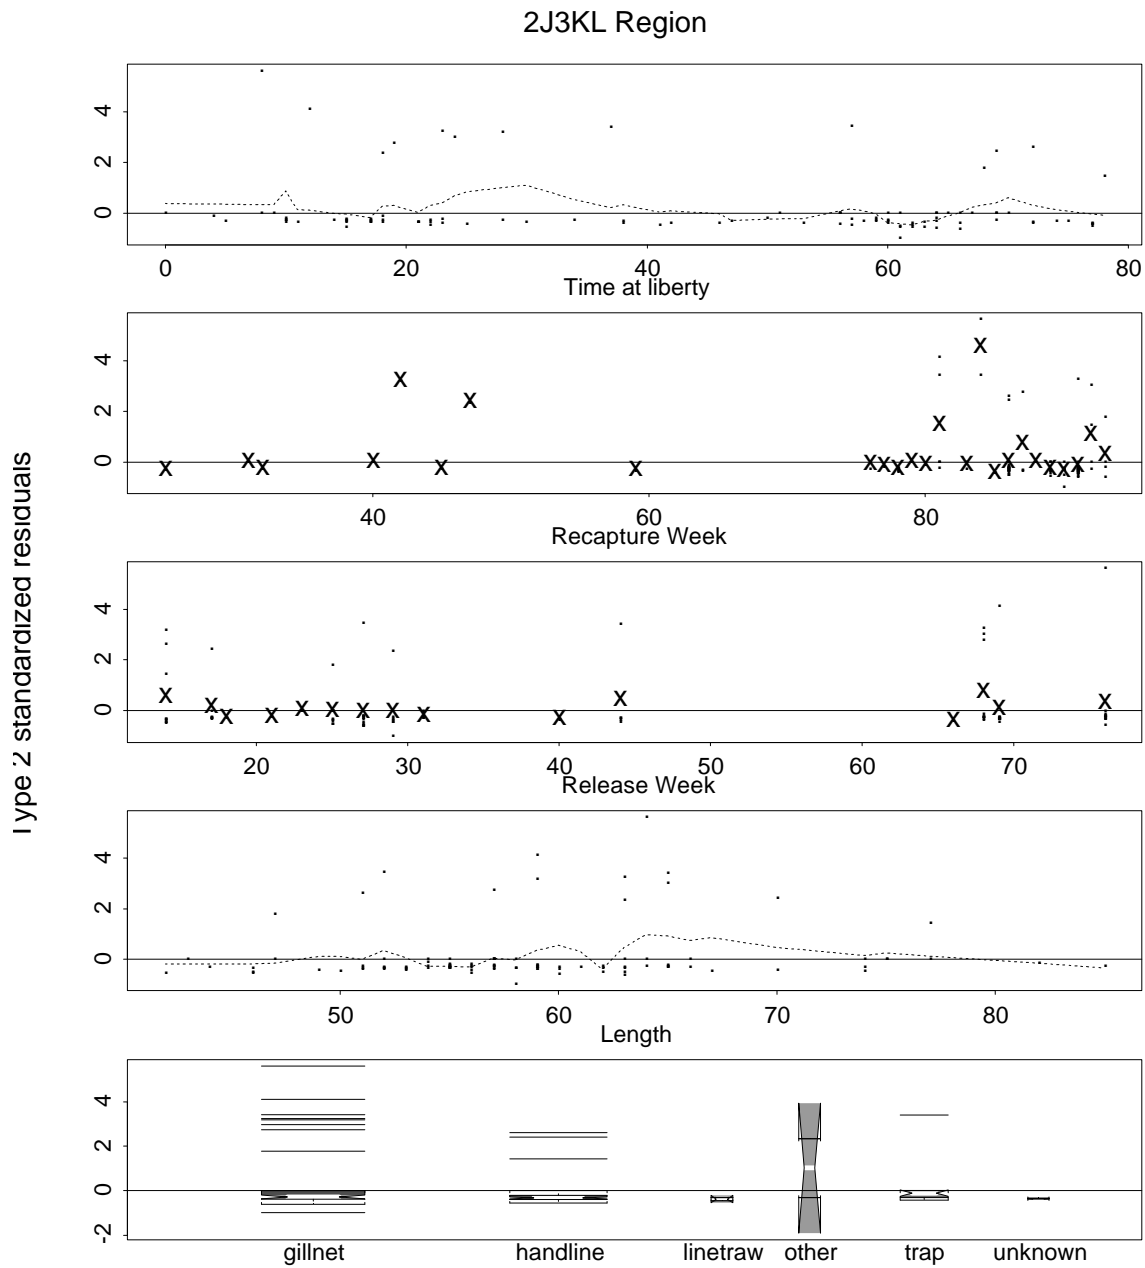 2J3KL Region
Type 2 standardized residuals
0 2 4
0 20 40 60 80
Time at liberty
0 2 4
40 60 80
Recapture Week
0 2 4
20 30 40 50 60 70
Release Week
0 2 4
50 60 70 80
Length
-2 0 2 4
gillnet handline linetraw other trap unknown